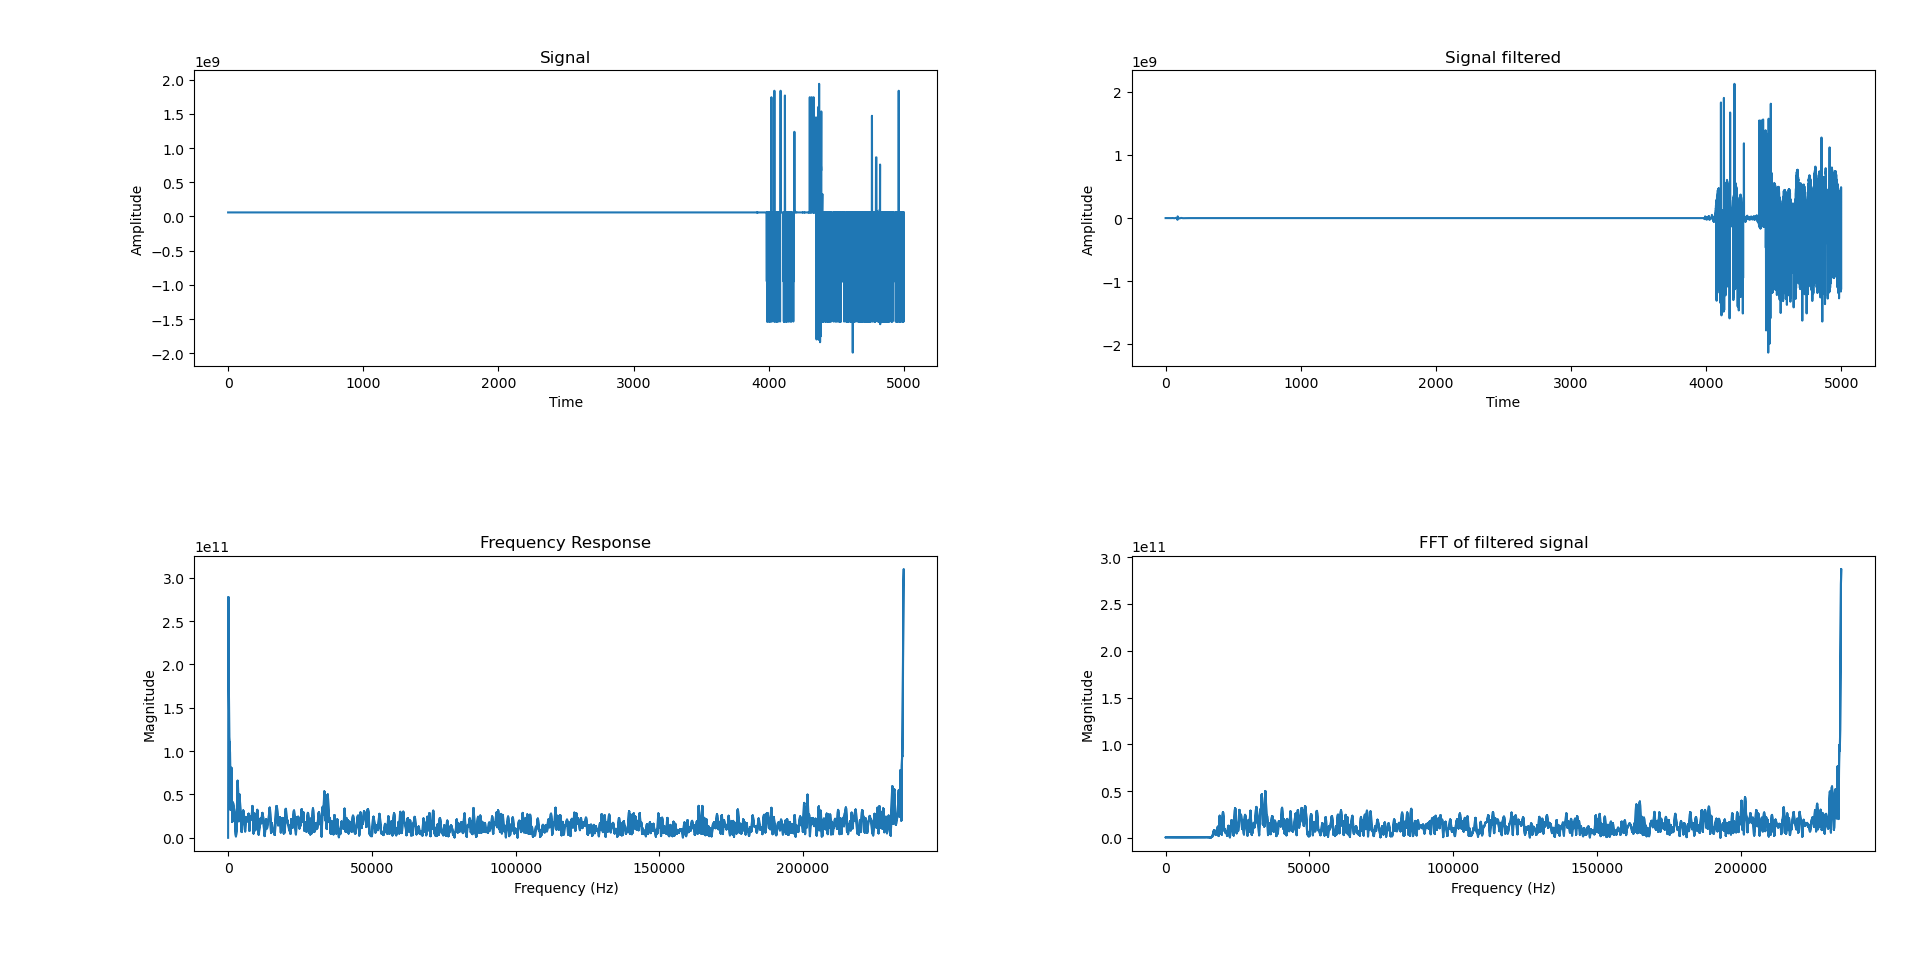 Signal
1e9
2.0
1.5
1.0
0.5
0.0
−0.5
−1.0
−1.5
−2.0
Amplitude
0 1000 2000 3000 4000 5000
Time
Signal filtered
1e9
2
1
0
−1
−2
Amplitude
0 1000 2000 3000 4000 5000
Time
Frequency Response
1e11
3.0
2.5
2.0
1.5
1.0
0.5
0.0
Magnitude
0 50000 100000 150000 200000
Frequency (Hz)
FFT of filtered signal
1e11
3.0
2.5
2.0
1.5
1.0
0.5
0.0
Magnitude
0 50000 100000 150000 200000
Frequency (Hz)